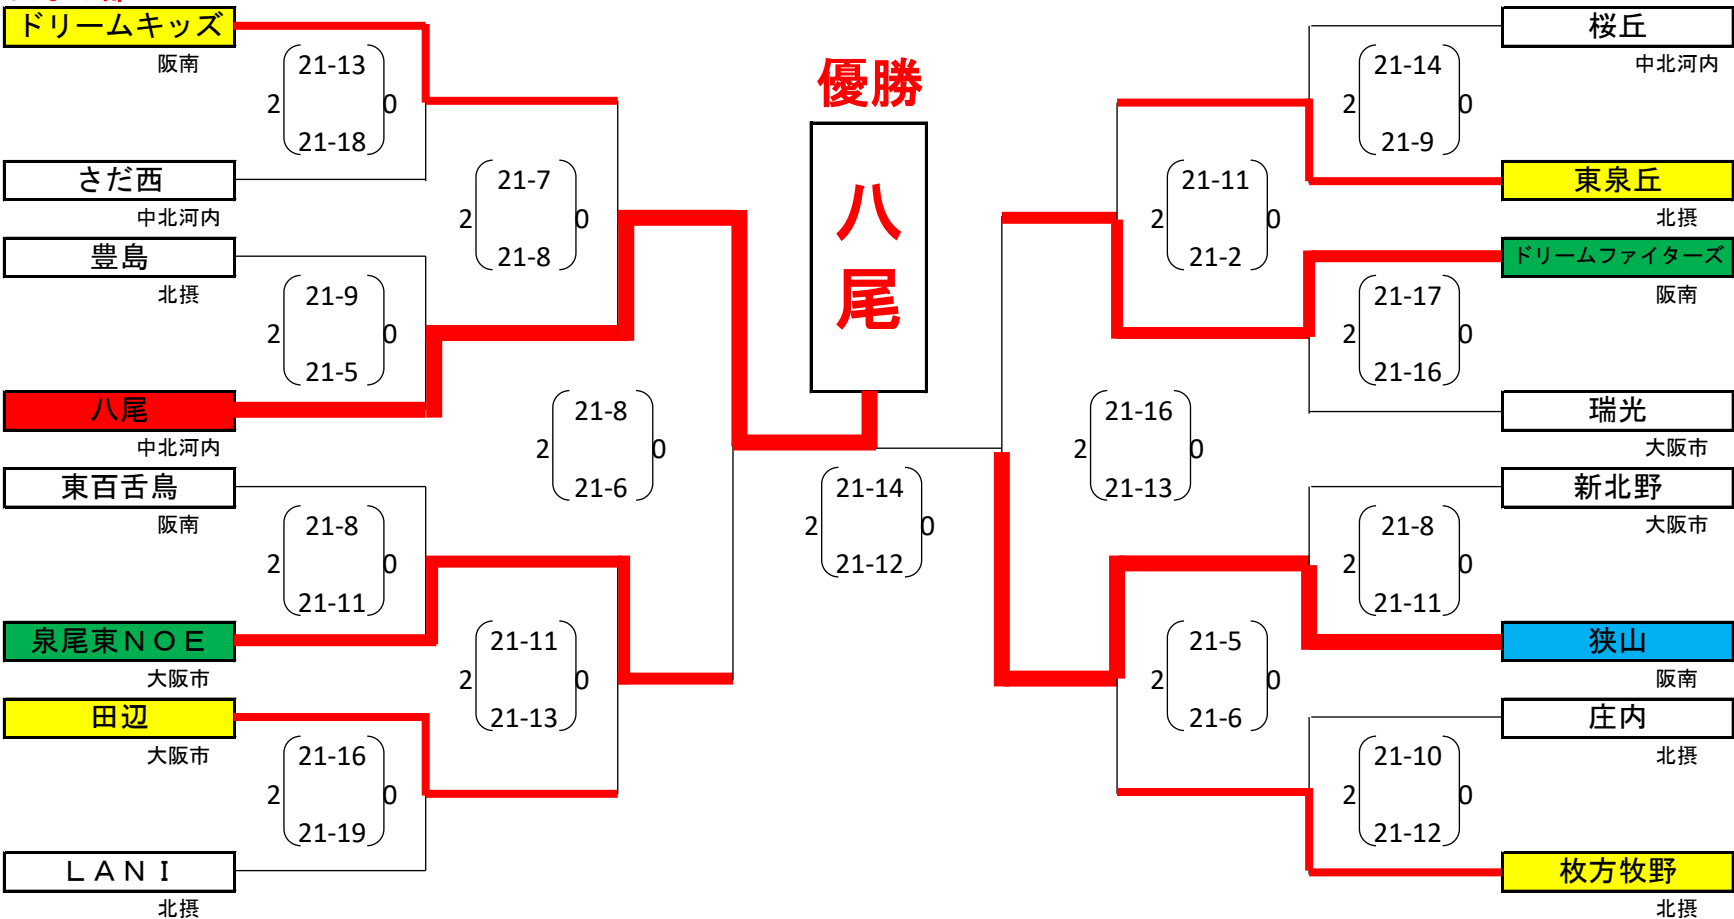 ドリームキッズ
阪南
21-13
2 0
21-18
さだ西
中北河内
豊島
北摂
21-9
2 0
21-5
八尾
中北河内
東百舌鳥
阪南
21-8
2 0
21-11
泉尾東ＮＯＥ
大阪市
田辺
大阪市
21-16
2 0
21-19
ＬＡＮＩ
北摂
21-7
2 0
21-8
21-11
2 0
21-13
21-8
2 0
21-6
優勝
八尾
21-14
2 0
21-12
21-16
2 0
21-13
21-11
2 0
21-2
21-5
2 0
21-6
桜丘
中北河内
21-14
2 0
21-9
東泉丘
北摂
ドリームファイターズ
阪南
21-17
2 0
21-16
瑞光
大阪市
新北野
大阪市
21-8
2 0
21-11
狭山
阪南
庄内
北摂
21-10
2 0
21-12
枚方牧野
北摂